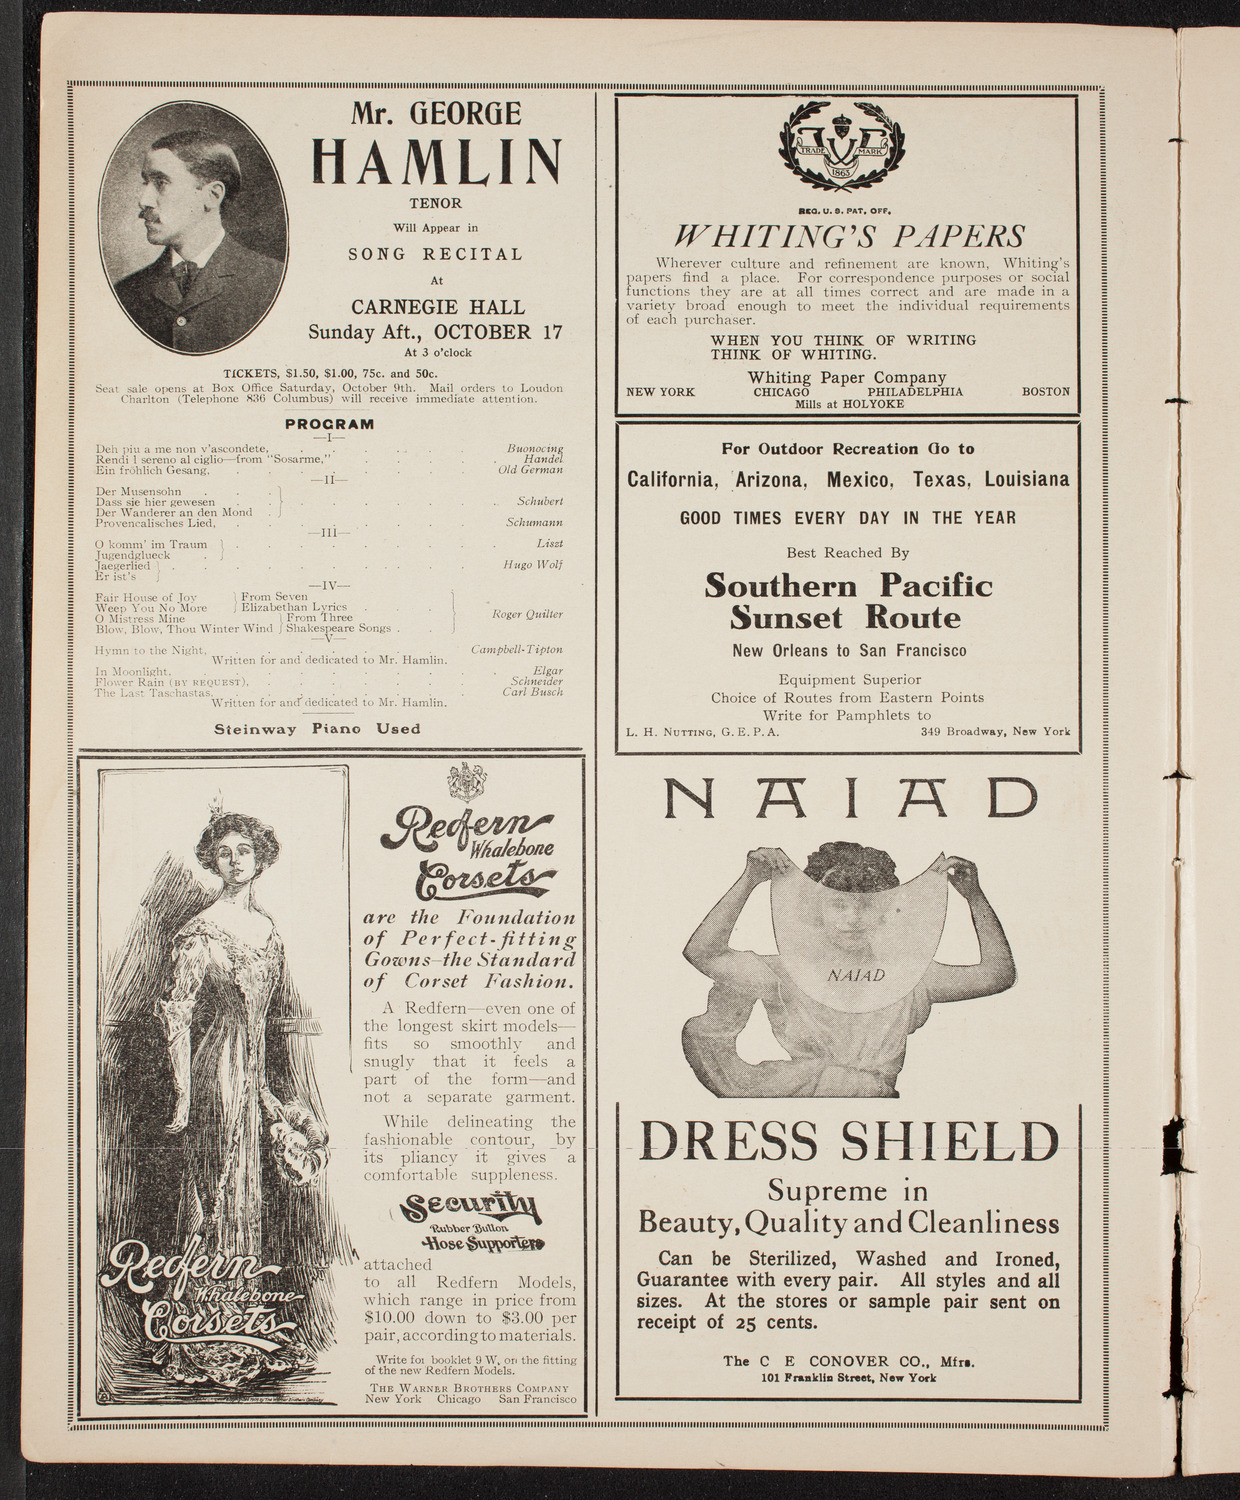 Mr. GEORGE
HAMLIN
TENOR
Will Appear in
SONG RECITAL
At
CARNEGIE HALL
Sunday Aft., OCTOBER 17
At 3 o'clock
TICKETS, $1.50, $1.00, 75c. and 50c.
Seat sale opens at Box Office Saturday, October 9th. Mail orders to Loudon
Charlton (Telephone 836 Columbus) will receive immediate attention.
PROGRAM
—I—
Deh piu a me non v'ascondete, . . . . . Buonocing
Rendi l sereno al ciglio—from "Sosarme," . . . . . Handel
Ein fröhlich Gesang, . . . . . Old German
—II—
Der Musensohn . . .
Dass sie hier gewesen . . . . . . . Schubert
Der Wanderer an den Mond .
Provencalisches Lied, . . . . . . . Schumann
—III—
O komm' im Traum . . . . . . . Liszt
Jugendglueck .
Jaegerlied . . . . . . . Hugo Wolf
Er ist's
—IV—
Fair House of Joy } From Seven
Weep You No More } Elizabethan Lyrics . . .
O Mistress Mine } From Three Roger Quilter
Blow, Blow, Thou Winter Wind } Shakespeare Songs . .
—V—
Hymn to the Night, . . . . . . Campbell-Tipton
Written for and dedicated to Mr. Hamlin.
In Moonlight, . . . . . . . Elgar
Flower Rain (BY REQUEST), . . . . . . Schneider
The Last Taschastas, . . . . . . Carl Busch
Written for and dedicated to Mr. Hamlin.
Steinway Piano Used
Redfern
Whalebone
Corsets
Redfern
Whalebone
Corsets
are the Foundation
of Perfect-fitting
Gowns—the Standard
of Corset Fashion.
A Redfern—even one of
the longest skirt models—
fits so smoothly and
snugly that it feels a
part of the form—and
not a separate garment.
While delineating the
fashionable contour, by
its pliancy it gives a
comfortable suppleness.
Security
Rubber Button
Hose Supporters
attached
to all Redfern Models,
which range in price from
$10.00 down to $3.00 per
pair, according to materials.
Write for booklet 9 W, on the fitting
of the new Redfern Models.
THE WARNER BROTHERS COMPANY
New York Chicago San Francisco
TRADE MARK
1865
REG. U. S. PAT. OFF.
WHITING'S PAPERS
Wherever culture and refinement are known, Whiting's
papers find a place. For correspondence purposes or social
functions they are at all times correct and are made in a
variety broad enough to meet the individual requirements
of each purchaser.
WHEN YOU THINK OF WRITING
THINK OF WHITING.
Whiting Paper Company
NEW YORK CHICAGO PHILADELPHIA BOSTON
Mills at HOLYOKE
For Outdoor Recreation Go to
California, Arizona, Mexico, Texas, Louisiana
GOOD TIMES EVERY DAY IN THE YEAR
Best Reached By
Southern Pacific
Sunset Route
New Orleans to San Francisco
Equipment Superior
Choice of Routes from Eastern Points
Write for Pamphlets to
L. H. NUTTING, G. E. P. A. 349 Broadway, New York
NAIAD
NAIAD
DRESS SHIELD
Supreme in
Beauty, Quality and Cleanliness
Can be Sterilized, Washed and Ironed,
Guarantee with every pair. All styles and all
sizes. At the stores or sample pair sent on
receipt of 25 cents.
The C E CONOVER CO., Mfrs.
101 Franklin Street, New York